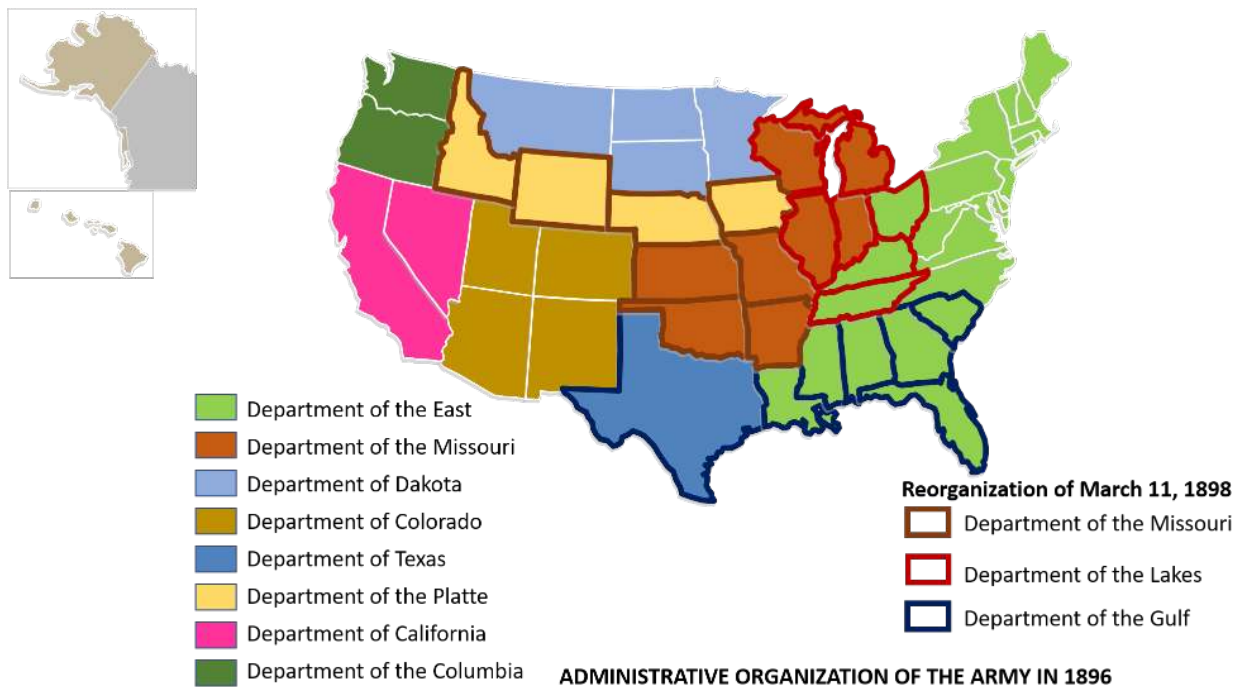 Department of the East
Department of the Missouri
Department of Dakota
Department of Colorado
Department of Texas
Department of the Platte
Department of California
Department of the Columbia
Reorganization of March 11, 1898
Department of the Missouri
Department of the Lakes
Department of the Gulf
ADMINISTRATIVE ORGANIZATION OF THE ARMY IN 1896